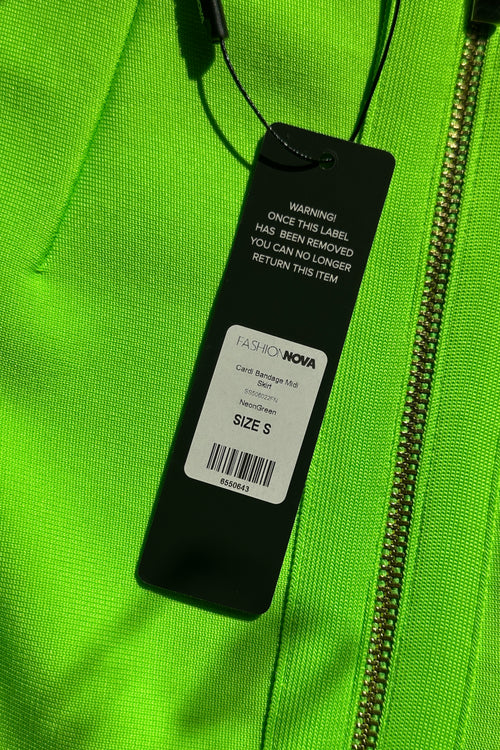 WARNING!
ONCE THIS LABEL
HAS BEEN REMOVED
YOU CAN NO LONGER
RETURN THIS ITEM
FASHIONNOVA
Cardi Bandage Midi
Skirt
NeonGreen
SIZE S
6550643